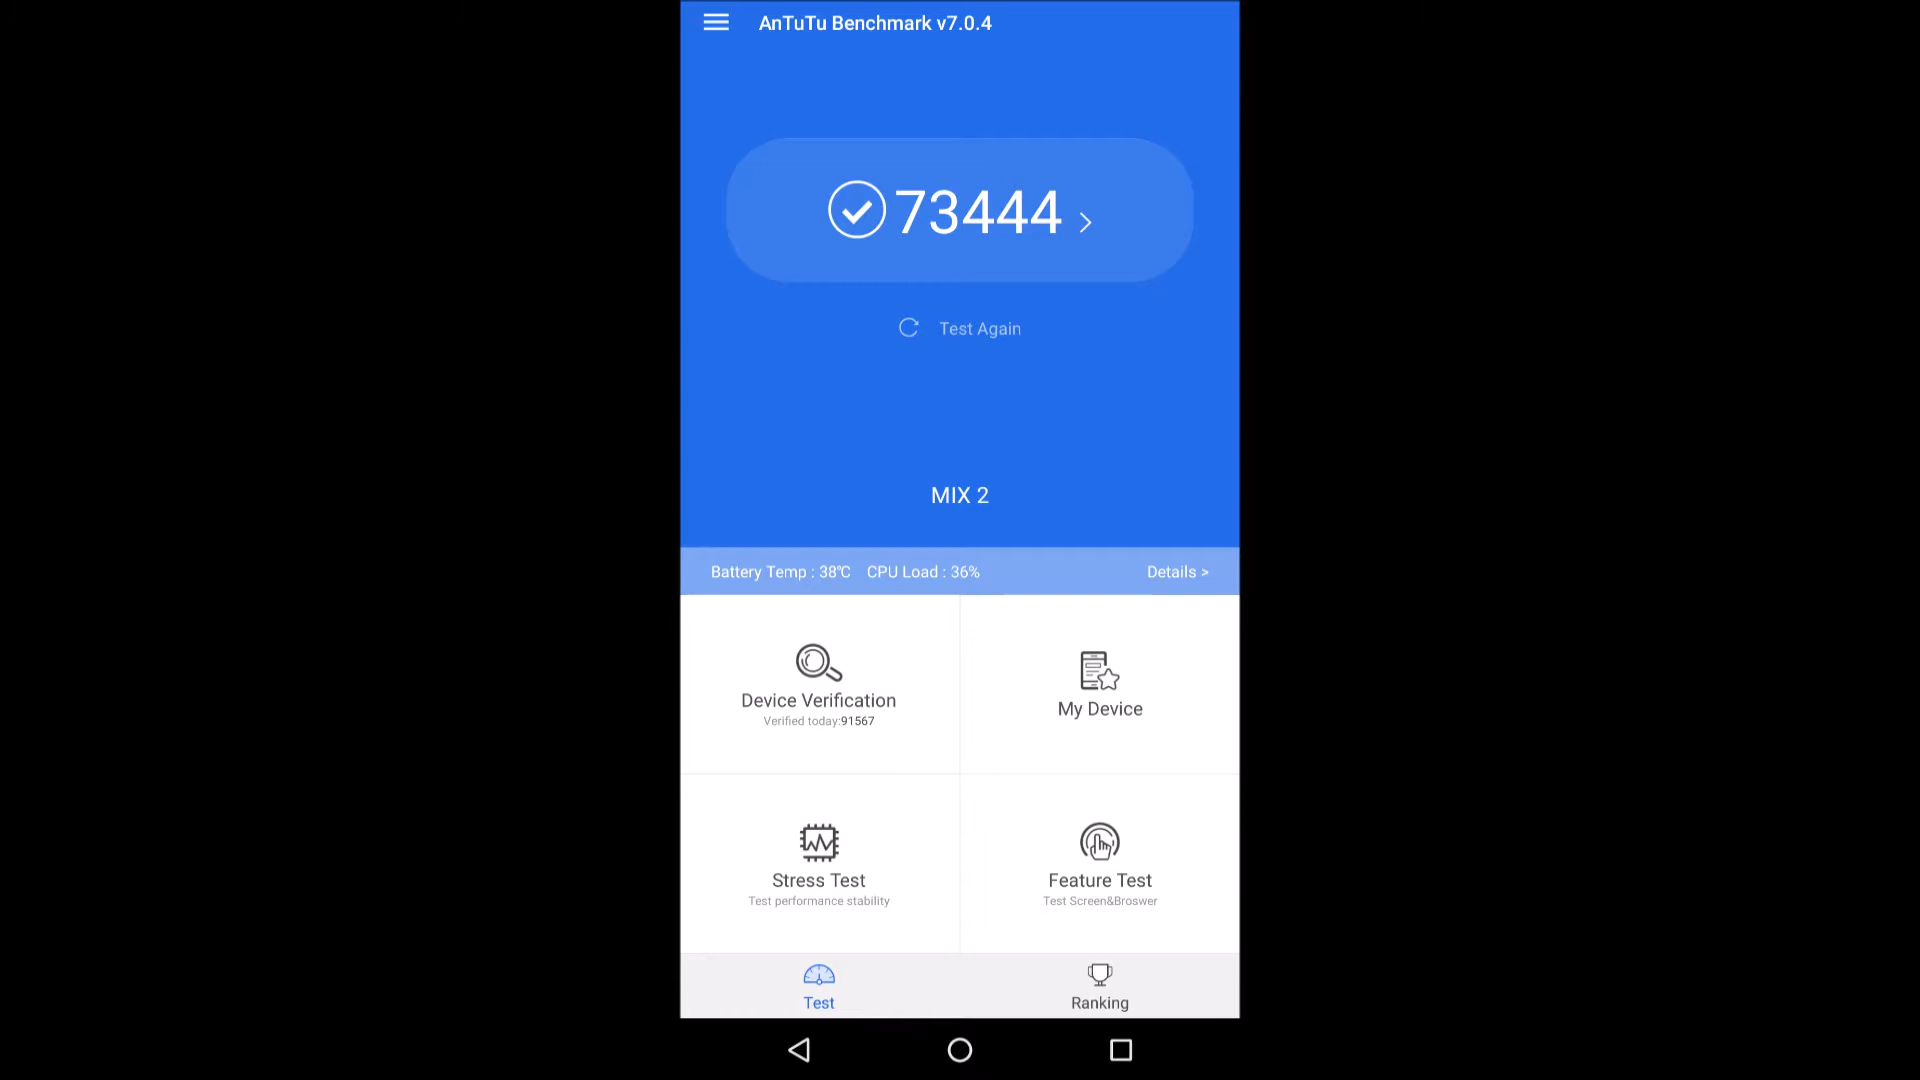 AnTuTu Benchmark v7.0.4
73444 >
Test Again
MIX 2
Battery Temp : 38℃ CPU Load : 36% Details >
Device Verification
Verified today:91567
My Device
Stress Test
Test performance stability
Feature Test
Test Screen&Broswer
Test
Ranking